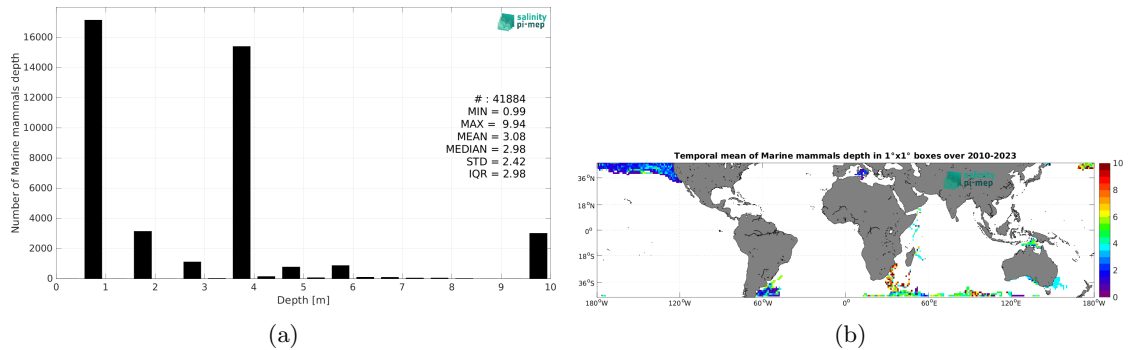 salinity
pi-mep
Number of Marine mammals depth
16000
14000
12000
10000
8000
6000
4000
2000
0
# : 41884
MIN = 0.99
MAX = 9.94
MEAN = 3.08
MEDIAN = 2.98
STD = 2.42
IQR = 2.98
0 1 2 3 4 5 6 7 8 9 10
Depth [m]
(a)
Temporal mean of Marine mammals depth in 1°x1° boxes over 2010-2023
salinity
pi-mep
36°N
18°N
0°
18°S
36°S
180°W 120°W 60°W 0° 60°E 120°E 180°W
10
8
6
4
2
0
(b)